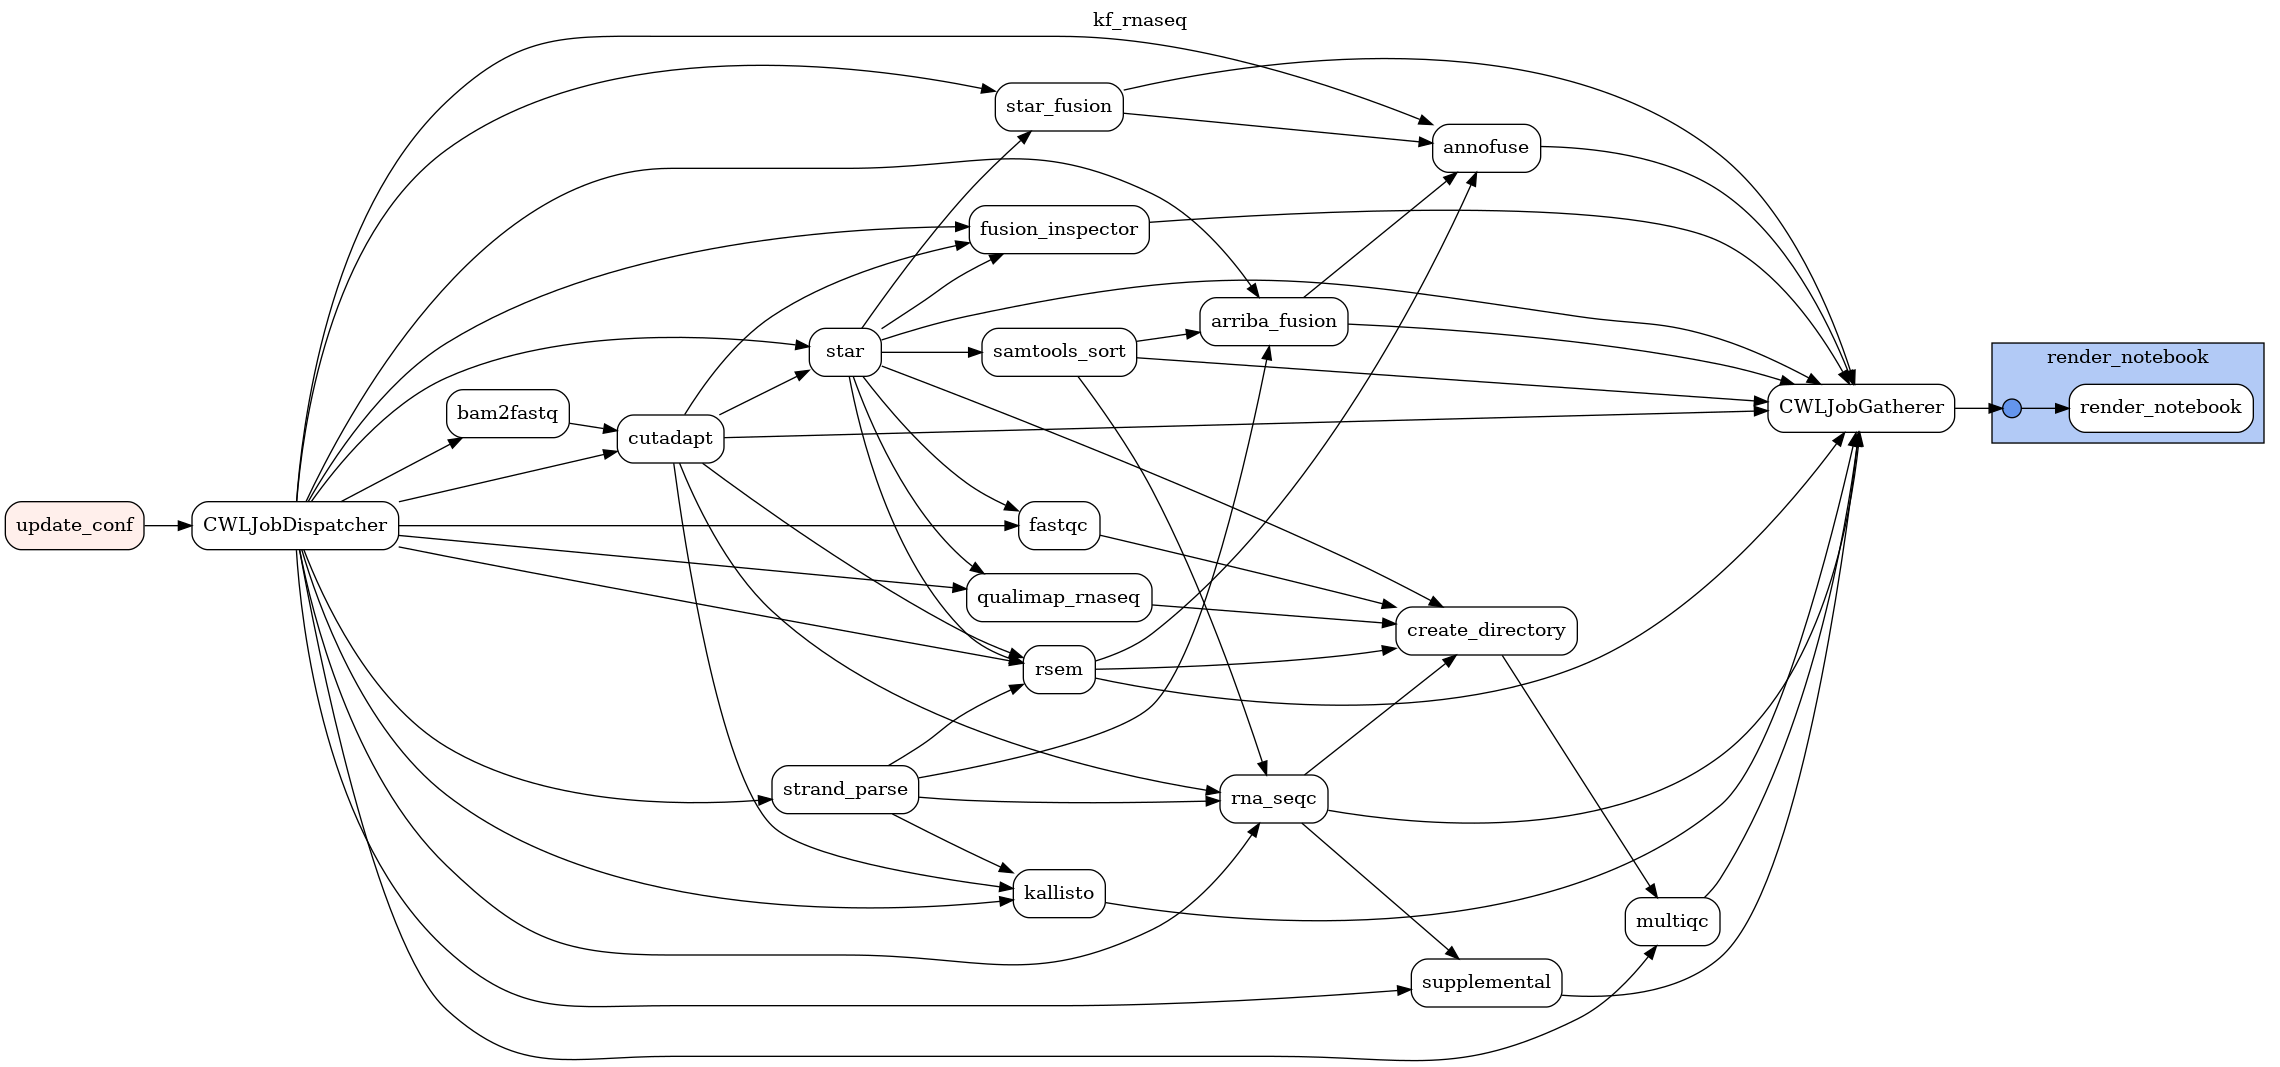 kf_rnaseq
star_fusion
annofuse
fusion_inspector
arriba_fusion
star
samtools_sort
render_notebook
bam2fastq
cutadapt
CWLJobGatherer
render_notebook
update_conf
CWLJobDispatcher
fastqc
qualimap_rnaseq
create_directory
rsem
strand_parse
rna_seqc
kallisto
multiqc
supplemental